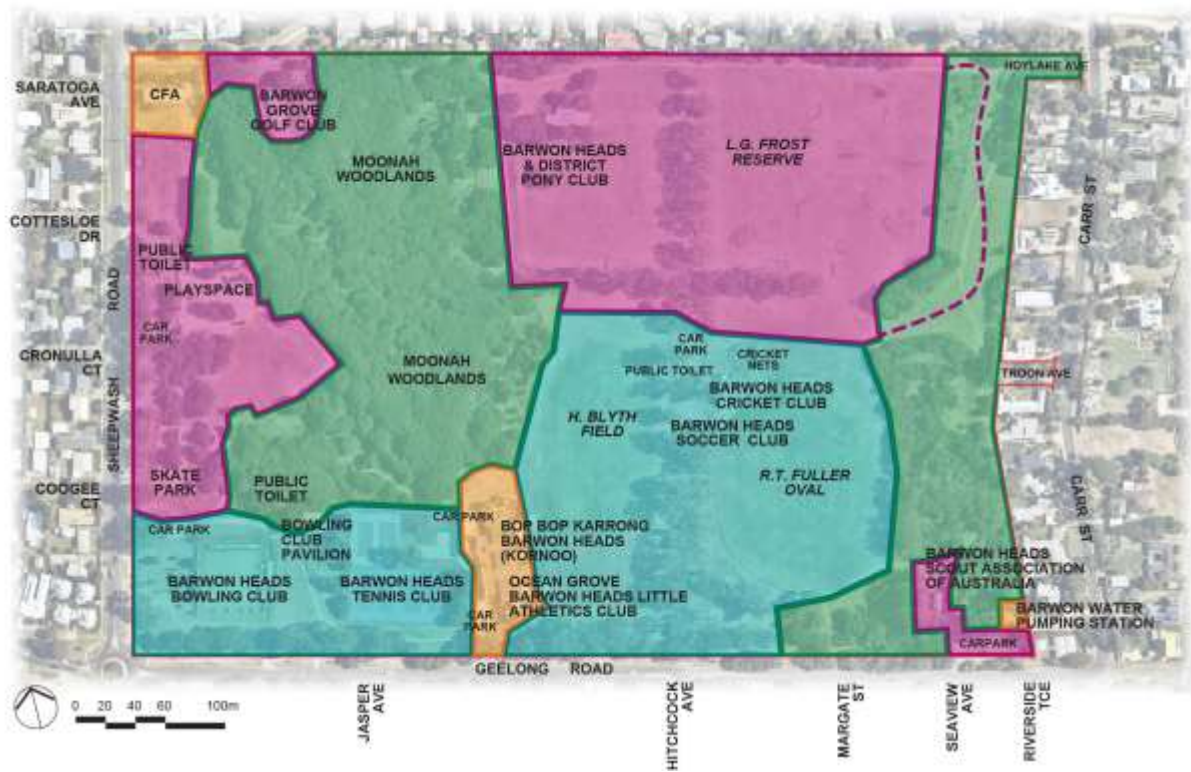 SARATOGA
AVE
CFA
BARWON
GROVE
GOLF CLUB
HOYLAKE AVE
MOONAH
WOODLANDS
BARWON HEADS
& DISTRICT
PONY CLUB
L.G. FROST
RESERVE
CARR ST
COTTESLOE
DR
PUBLIC
TOILET
PLAYSPACE
SHEEPWASH ROAD
CAR
PARK
CRONULLA
CT
MOONAH
WOODLANDS
CAR
PARK
CRICKET
NETS
PUBLIC TOILET
TROON AVE
BARWON HEADS
CRICKET CLUB
H. BLYTH
FIELD
BARWON HEADS
SOCCER CLUB
R.T. FULLER
OVAL
COOGEE
CT
SKATE
PARK
PUBLIC
TOILET
CARR ST
CAR PARK
BOWLING
CLUB
PAVILION
CAR PARK
BOP BOP KARRONG
BARWON HEADS
(KORNOO)
BARWON HEADS
SCOUT ASSOCIATION
OF AUSTRALIA
BARWON HEADS
BOWLING CLUB
BARWON HEADS
TENNIS CLUB
OCEAN GROVE
BARWON HEADS LITTLE
ATHLETICS CLUB
CAR
PARK
BARWON WATER
PUMPING STATION
CARPARK
GEELONG ROAD
0 20 40 60 100m
JASPER
AVE
HITCHCOCK
AVE
MARGATE
ST
SEAVIEW
AVE
RIVERSIDE
TCE